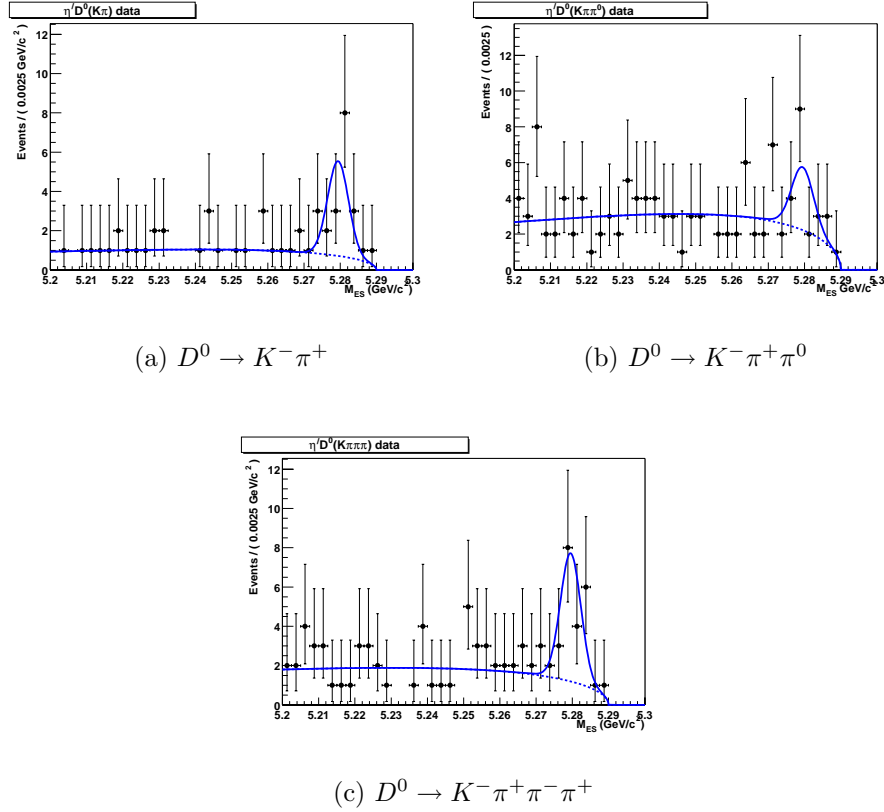 η′D⁰(Kπ) data
Events / ( 0.0025 GeV/c² )
12
10
8
6
4
2
0
5.2 5.21 5.22 5.23 5.24 5.25 5.26 5.27 5.28 5.29 5.3
M_ES (GeV/c²)
(a) D⁰ → K⁻π⁺
η′D⁰(Kππ⁰) data
Events / ( 0.0025 )
12
10
8
6
4
2
0
5.2 5.21 5.22 5.23 5.24 5.25 5.26 5.27 5.28 5.29 5.3
M_ES GeV/c²
(b) D⁰ → K⁻π⁺π⁰
η′D⁰(Kπππ) data
Events / ( 0.0025 GeV/c² )
12
10
8
6
4
2
0
5.2 5.21 5.22 5.23 5.24 5.25 5.26 5.27 5.28 5.29 5.3
M_ES (GeV/c²)
(c) D⁰ → K⁻π⁺π⁻π⁺